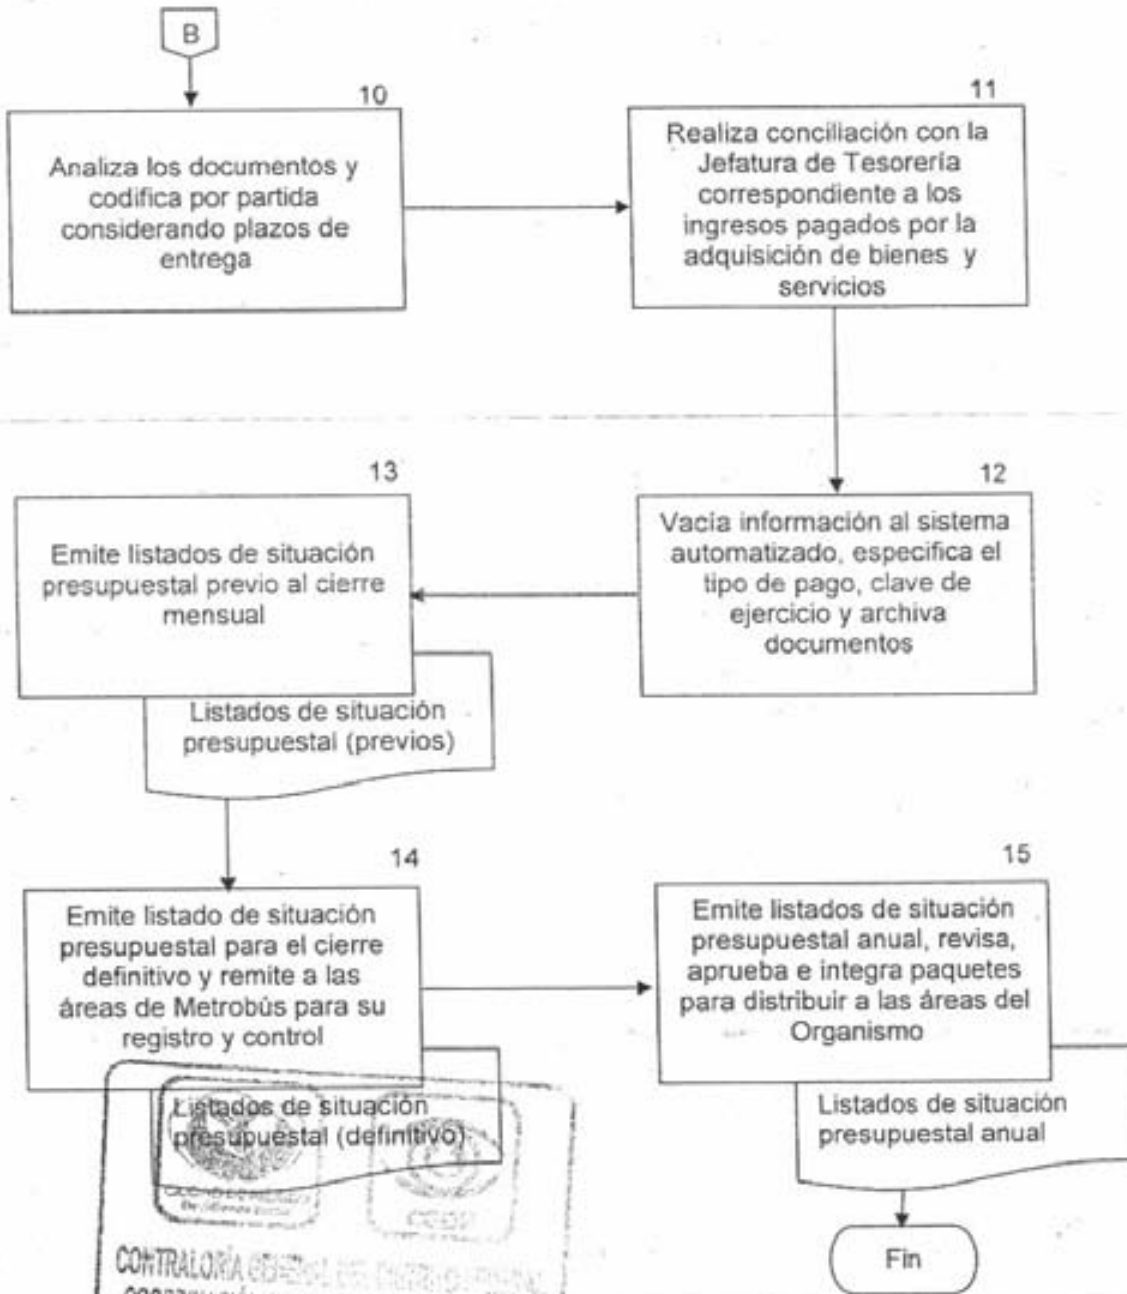 B
10
Analiza los documentos y
codifica por partida
considerando plazos de
entrega
11
Realiza conciliación con la
Jefatura de Tesorería
correspondiente a los
ingresos pagados por la
adquisición de bienes y
servicios
12
Vacía información al sistema
automatizado, especifica el
tipo de pago, clave de
ejercicio y archiva
documentos
13
Emite listados de situación
presupuestal previo al cierre
mensual
Listados de situación
presupuestal (previos)
14
Emite listado de situación
presupuestal para el cierre
definitivo y remite a las
áreas de Metrobús para su
registro y control
Listados de situación
presupuestal (definitivo)
15
Emite listados de situación
presupuestal anual, revisa,
aprueba e integra paquetes
para distribuir a las áreas del
Organismo
Listados de situación
presupuestal anual
Fin
CONTRALORÍA GENERAL DEL DISTRITO FEDERAL